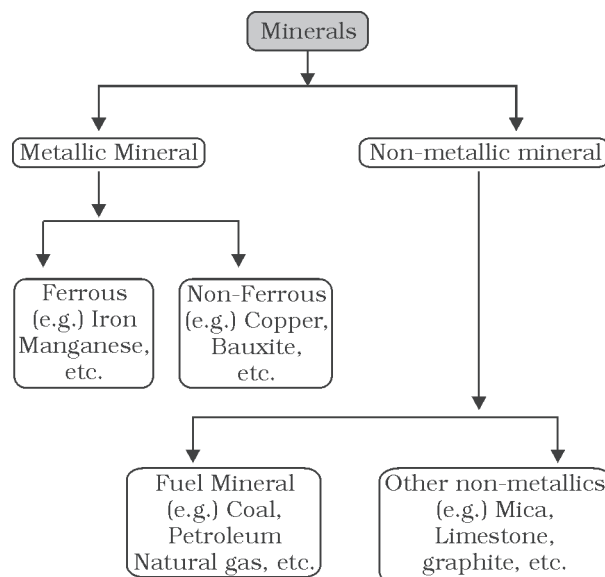 Minerals
Metallic Mineral
Non-metallic mineral
Ferrous
(e.g.) Iron
Manganese,
etc.
Non-Ferrous
(e.g.) Copper,
Bauxite,
etc.
Fuel Mineral
(e.g.) Coal,
Petroleum
Natural gas, etc.
Other non-metallics
(e.g.) Mica,
Limestone,
graphite, etc.